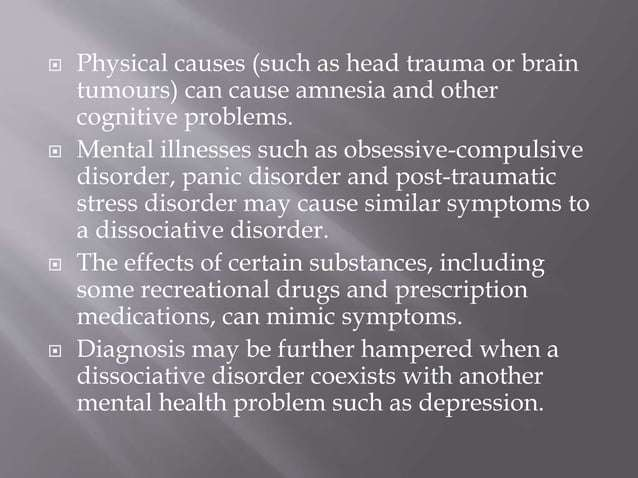 Physical causes (such as head trauma or brain
tumours) can cause amnesia and other
cognitive problems.
Mental illnesses such as obsessive-compulsive
disorder, panic disorder and post-traumatic
stress disorder may cause similar symptoms to
a dissociative disorder.
The effects of certain substances, including
some recreational drugs and prescription
medications, can mimic symptoms.
Diagnosis may be further hampered when a
dissociative disorder coexists with another
mental health problem such as depression.